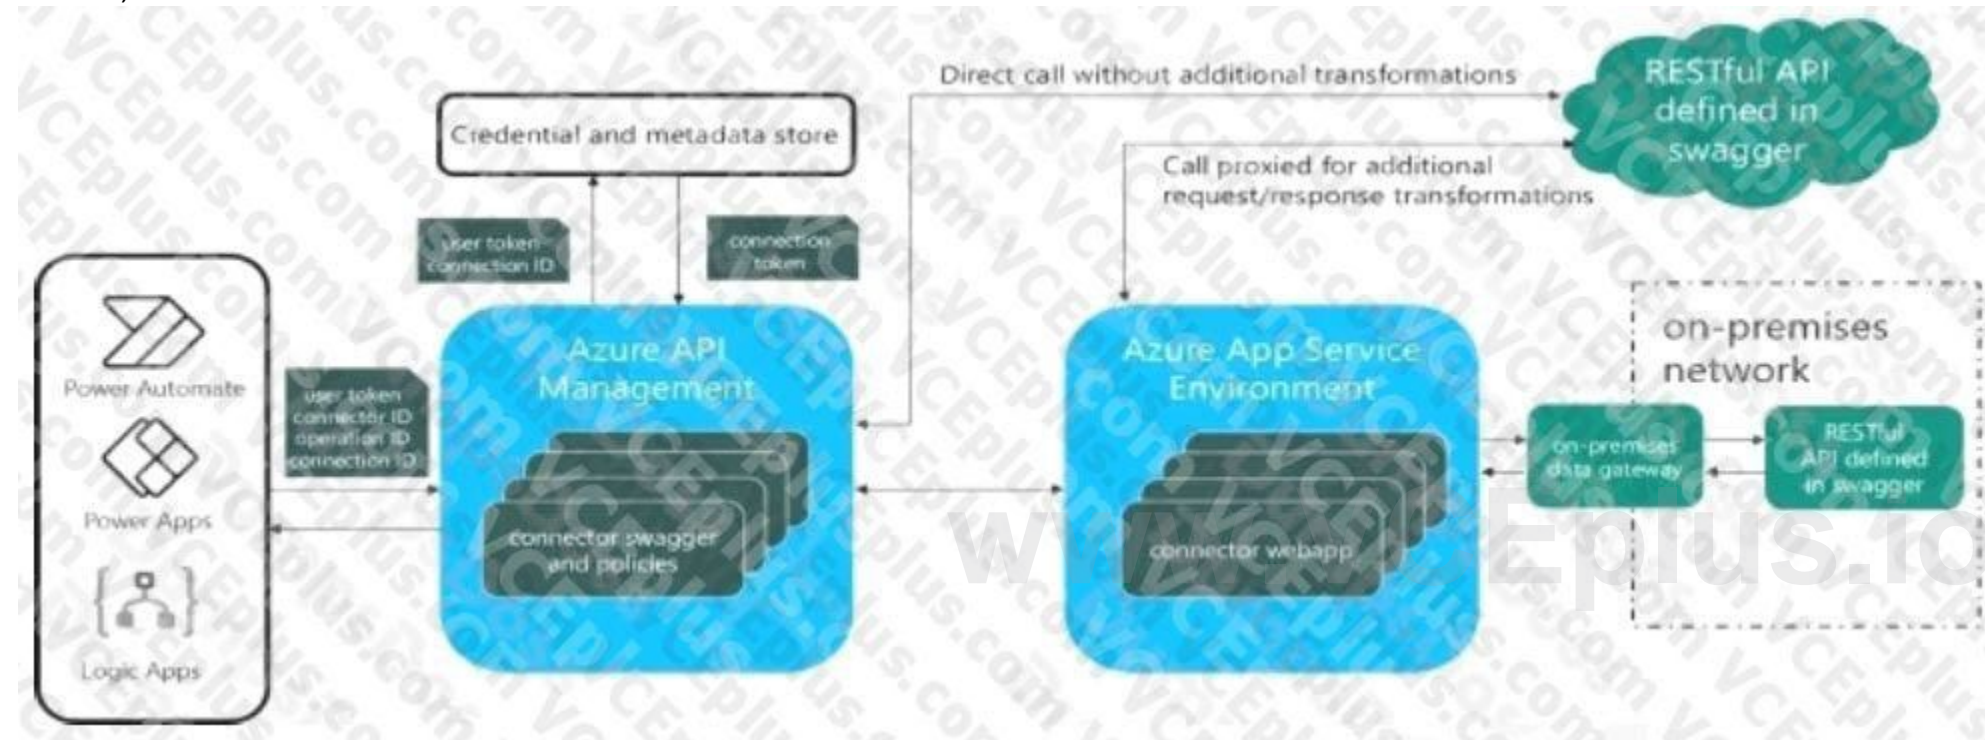 Direct call without additional transformations
RESTful API
defined in
swagger
Credential and metadata store
Call proxied for additional
request/response transformations
user token
connection ID
connection
token
Power Automate
Power Apps
Logic Apps
user token
connector ID
operation ID
connection ID
Azure API
Management
connector swagger
and policies
Azure App Service
Environment
connector webapp
on-premises
network
on-premises
data gateway
RESTful
API defined
in swagger
VCEplus.com